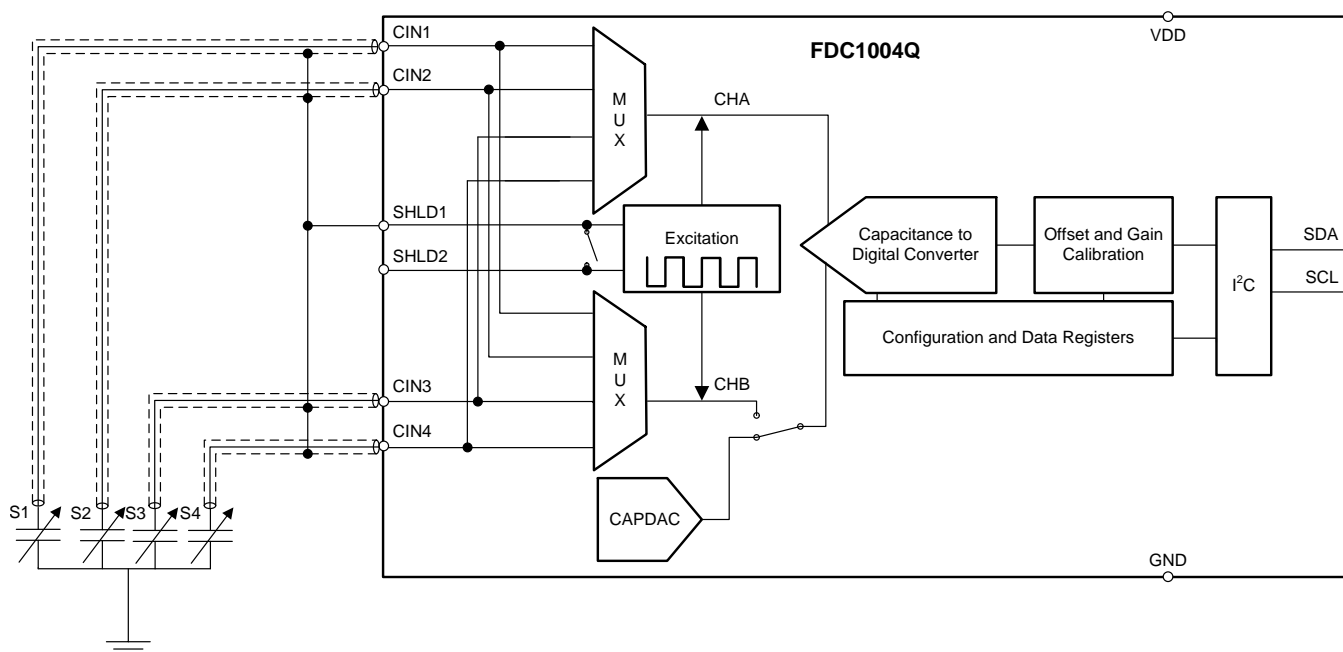 CIN1
FDC1004Q
VDD
CIN2
M
U
X
CHA
SHLD1
Excitation
SHLD2
Capacitance to
Digital Converter
Offset and Gain
Calibration
I²C
SDA
SCL
Configuration and Data Registers
M
U
X
CHB
CIN3
CIN4
S1
S2
S3
S4
CAPDAC
GND